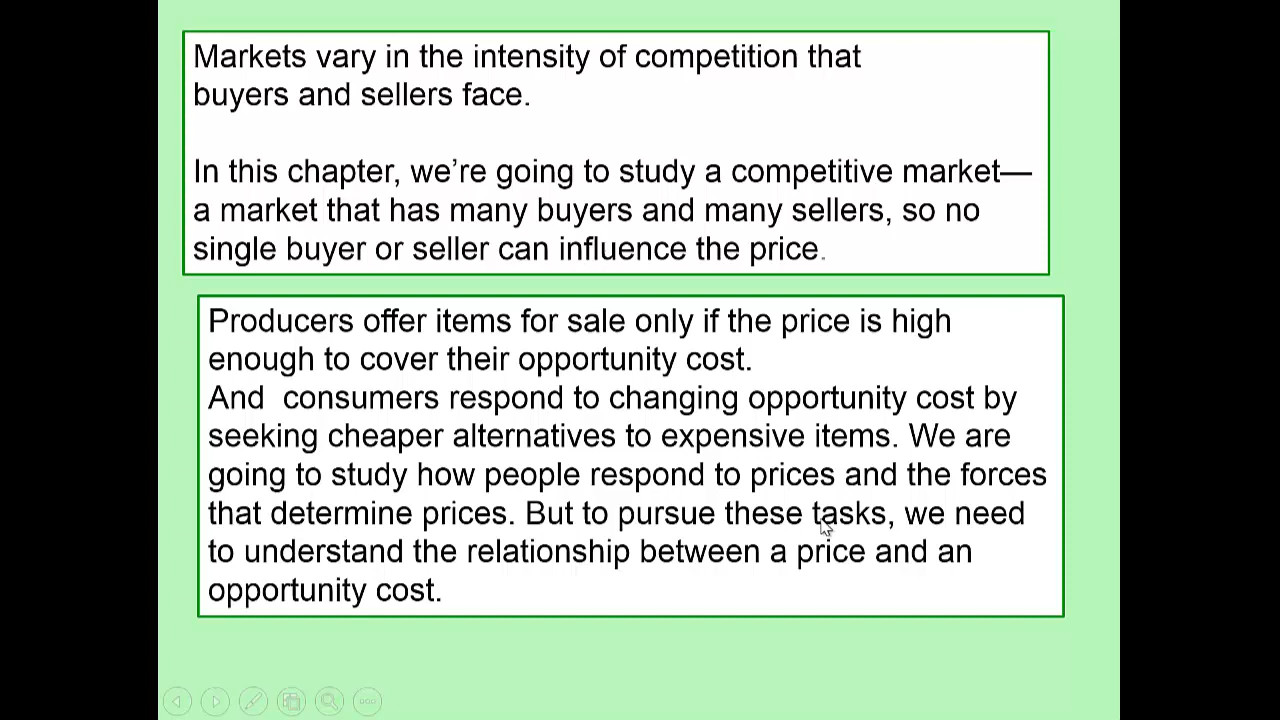 Markets vary in the intensity of competition that
buyers and sellers face.
In this chapter, we’re going to study a competitive market—
a market that has many buyers and many sellers, so no
single buyer or seller can influence the price.
Producers offer items for sale only if the price is high
enough to cover their opportunity cost.
And  consumers respond to changing opportunity cost by
seeking cheaper alternatives to expensive items. We are
going to study how people respond to prices and the forces
that determine prices. But to pursue these tasks, we need
to understand the relationship between a price and an
opportunity cost.